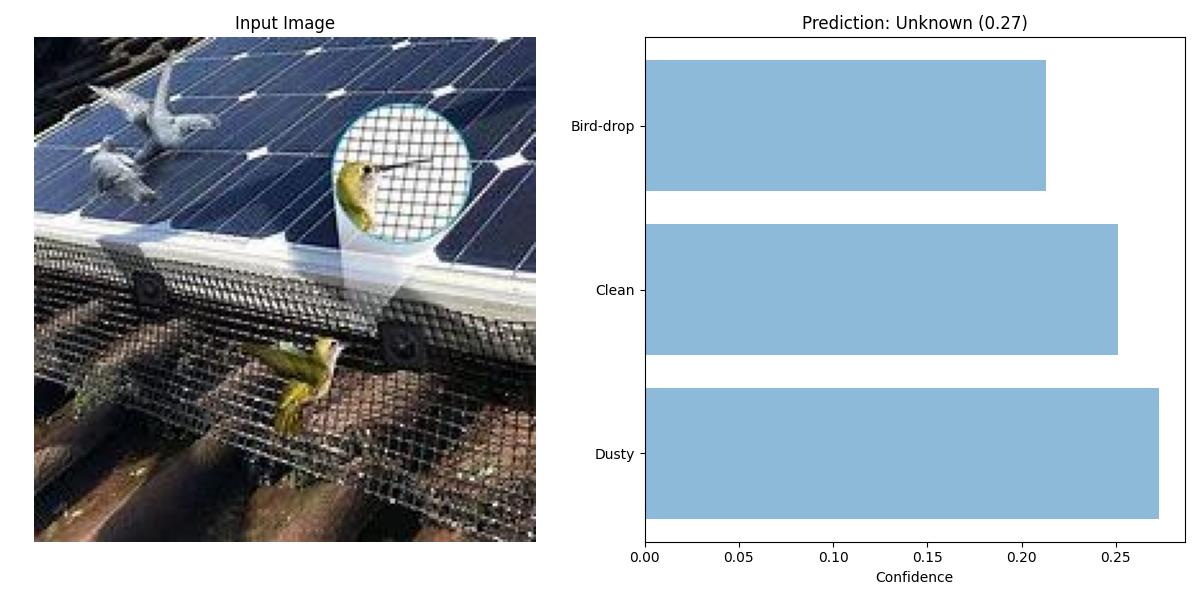 Input Image
Prediction: Unknown (0.27)
Bird-drop
Clean
Dusty
0.00 0.05 0.10 0.15 0.20 0.25
Confidence